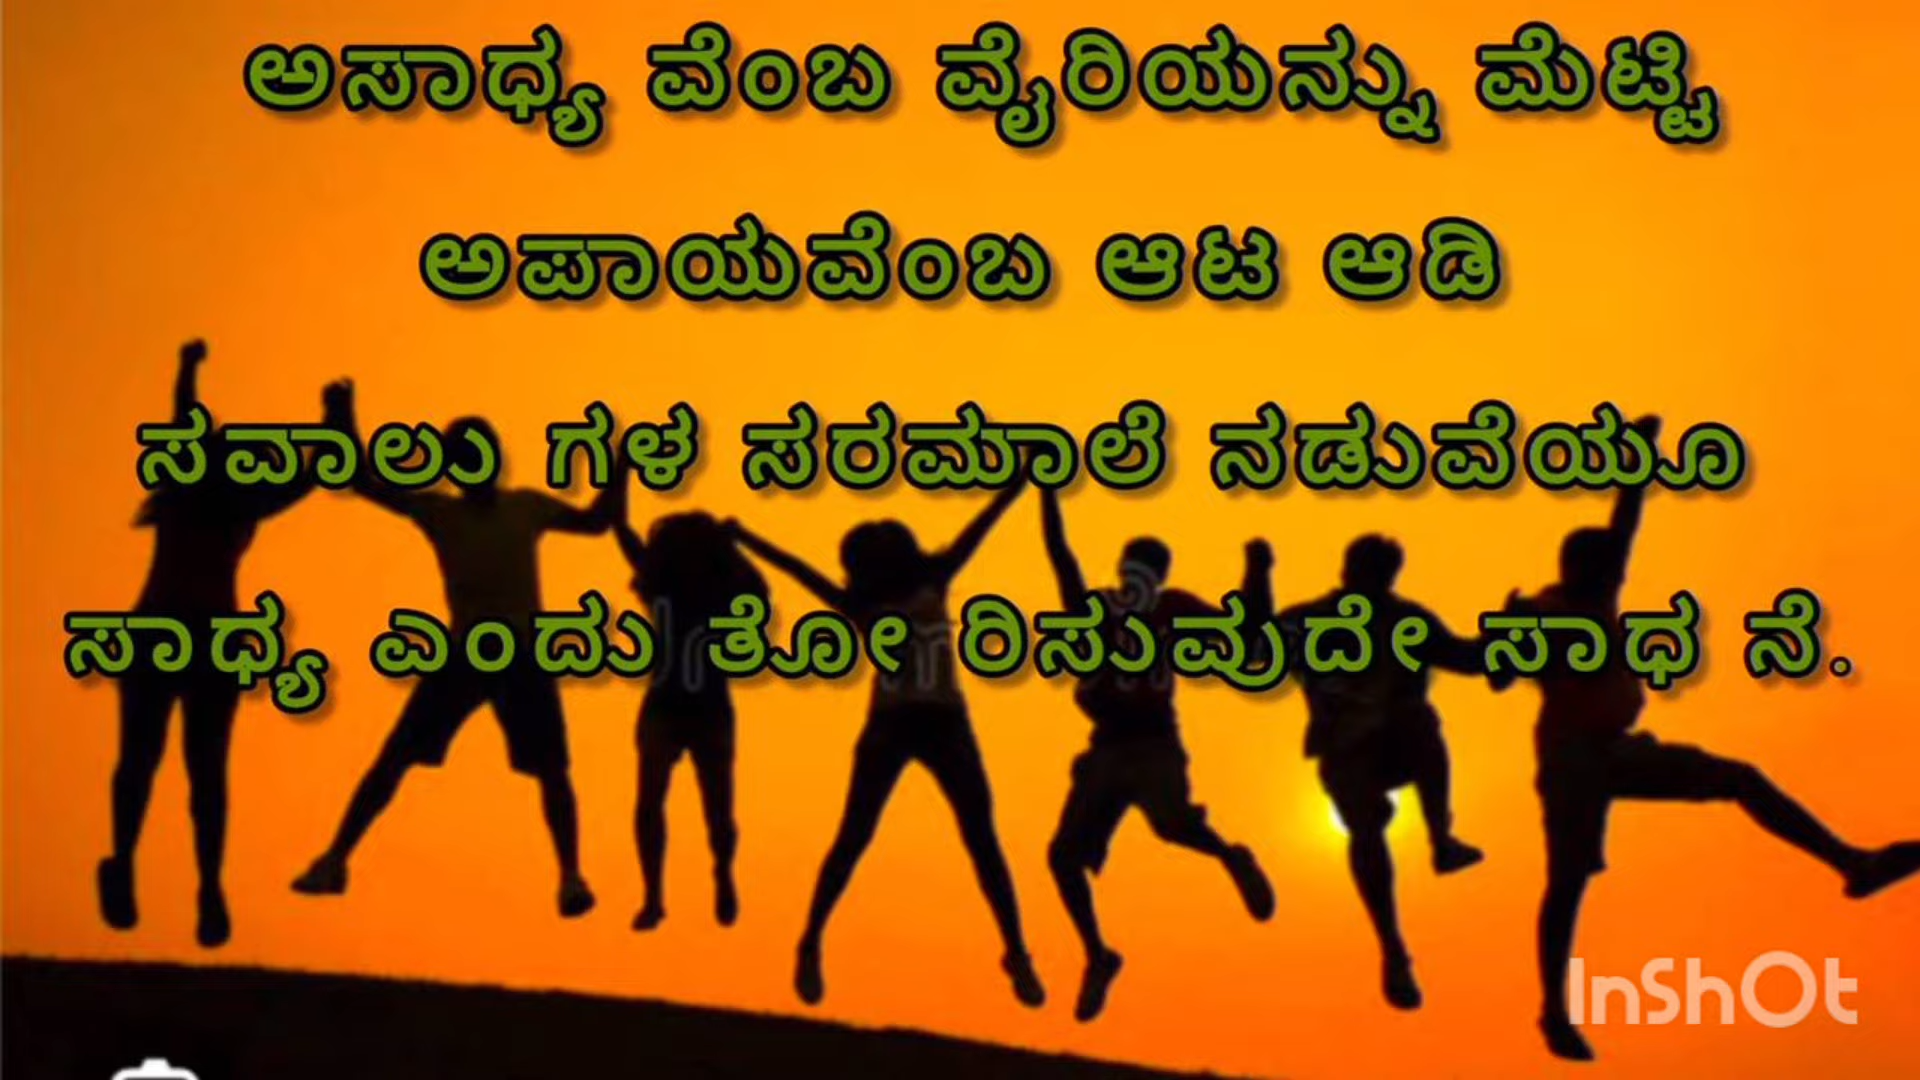 ಅಸಾಧ್ಯ ವೆಂಬ ವೈರಿಯನ್ನು ಮೆಟ್ಟಿ
ಅಪಾಯವೆಂಬ ಆಟ ಆಡಿ
ಸವಾಲು ಗಳ ಸರಮಾಲೆ ನಡುವೆಯೂ
ಸಾಧ್ಯ ಎಂದು ತೋ ರಿಸುವುದೇ ಸಾಧ ನೆ.
InShOt